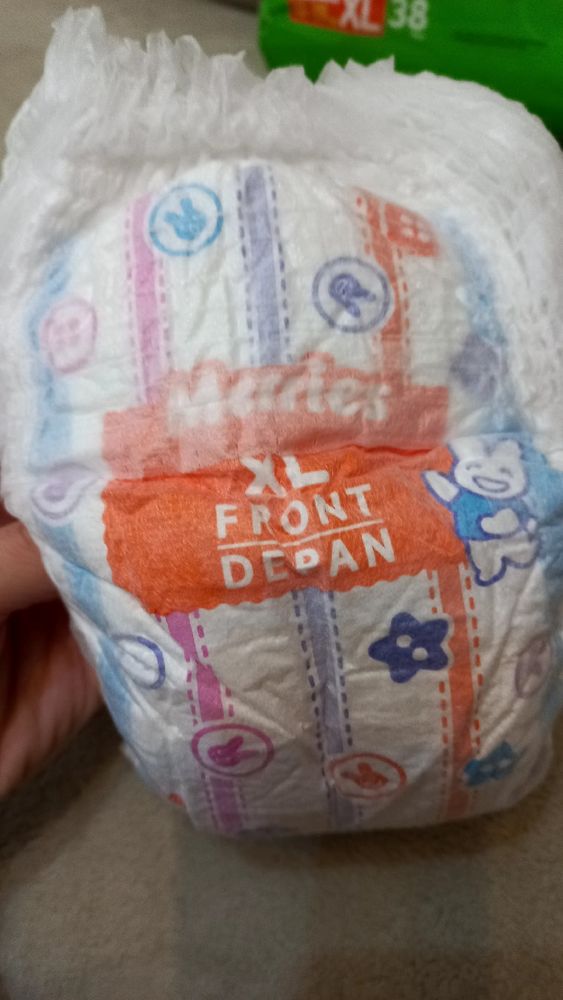 XL 38
Merries
XL
FRONT
DEPAN